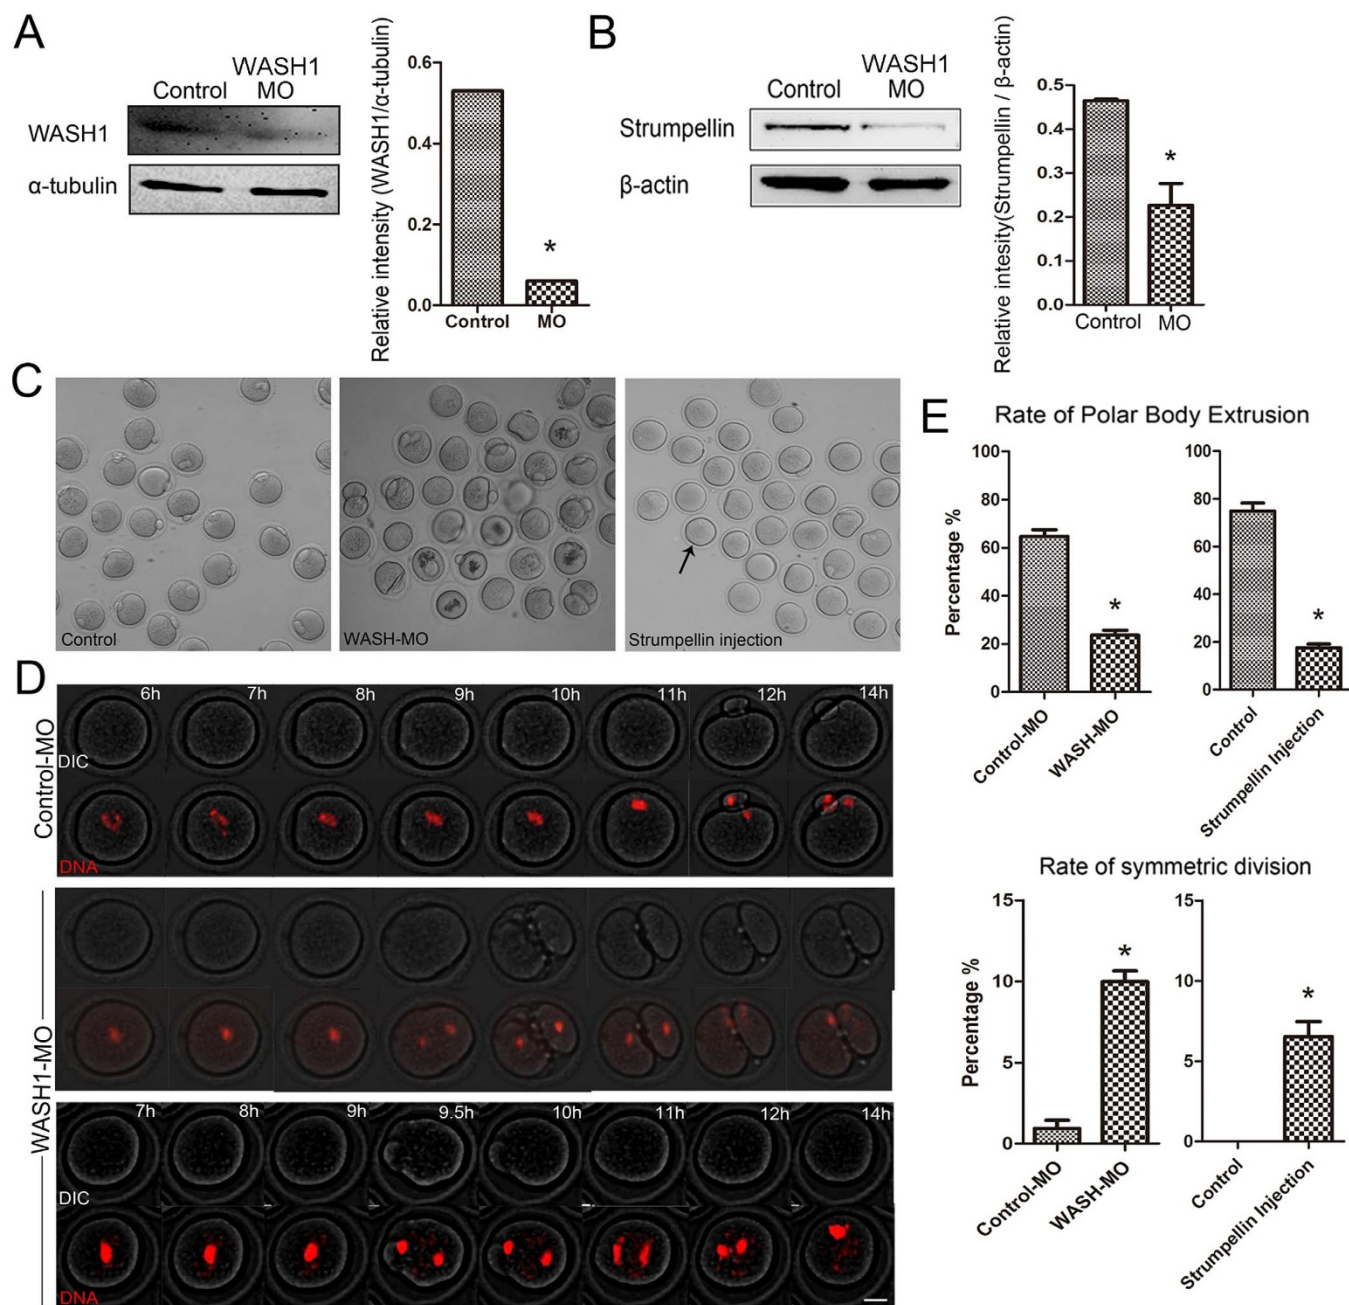 A
Control
WASH1
MO
WASH1
α-tubulin
Relative intensity (WASH1/α-tubulin)
0.6
0.4
0.2
0.0
Control
MO
*
B
Control
WASH1
MO
Strumpellin
β-actin
Relative intesity(Strumpellin / β-actin)
0.5
0.4
0.3
0.2
0.1
0.0
Control
MO
*
C
Control
WASH-MO
Strumpellin injection
D
Control-MO
6h
7h
8h
9h
10h
11h
12h
14h
DIC
DNA
WASH1-MO
7h
8h
9h
9.5h
10h
11h
12h
14h
DIC
DNA
E
Rate of Polar Body Extrusion
Percentage %
100
80
60
40
20
0
*
Control-MO
WASH-MO
100
80
60
40
20
0
*
Control
Strumpellin Injection
Rate of symmetric division
Percentage %
15
10
5
0
*
Control-MO
WASH-MO
15
10
5
0
*
Control
Strumpellin Injection